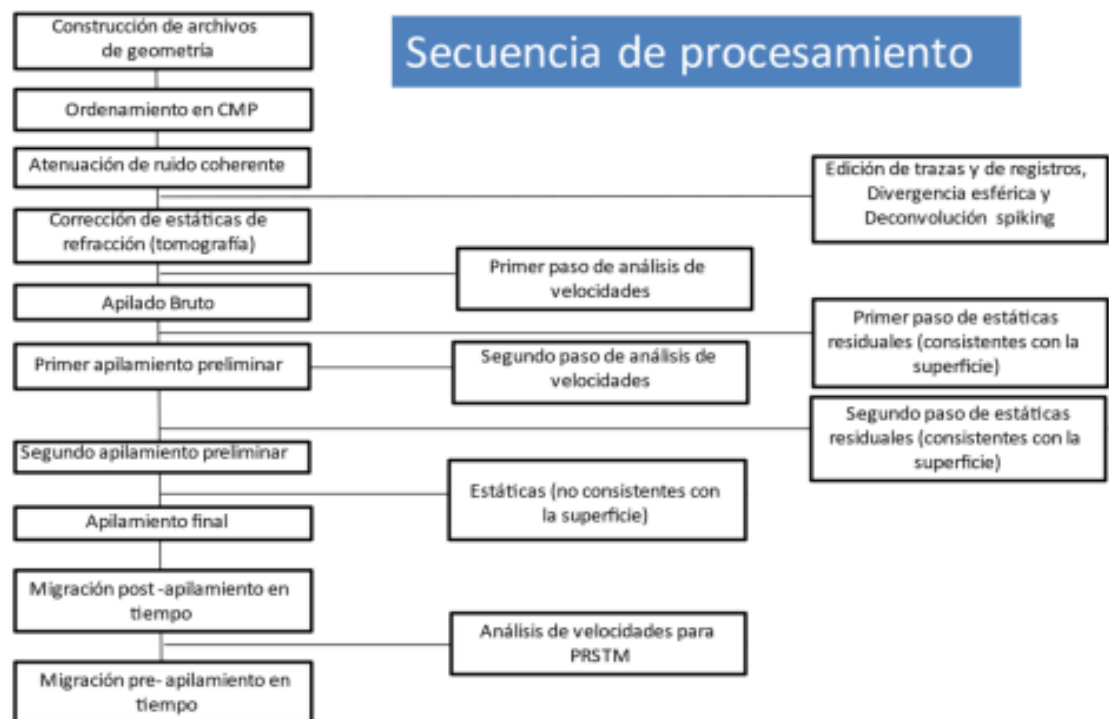 Secuencia de procesamiento
Construcción de archivos
de geometría
Ordenamiento en CMP
Atenuación de ruido coherente
Edición de trazas y de registros,
Divergencia esférica y
Deconvolución spiking
Corrección de estáticas de
refracción (tomografía)
Primer paso de análisis de
velocidades
Apilado Bruto
Primer paso de estáticas
residuales (consistentes con la
superficie)
Primer apilamiento preliminar
Segundo paso de análisis de
velocidades
Segundo paso de estáticas
residuales (consistentes con la
superficie)
Segundo apilamiento preliminar
Estáticas (no consistentes con
la superficie)
Apilamiento final
Migración post -apilamiento en
tiempo
Análisis de velocidades para
PRSTM
Migración pre- apilamiento en
tiempo